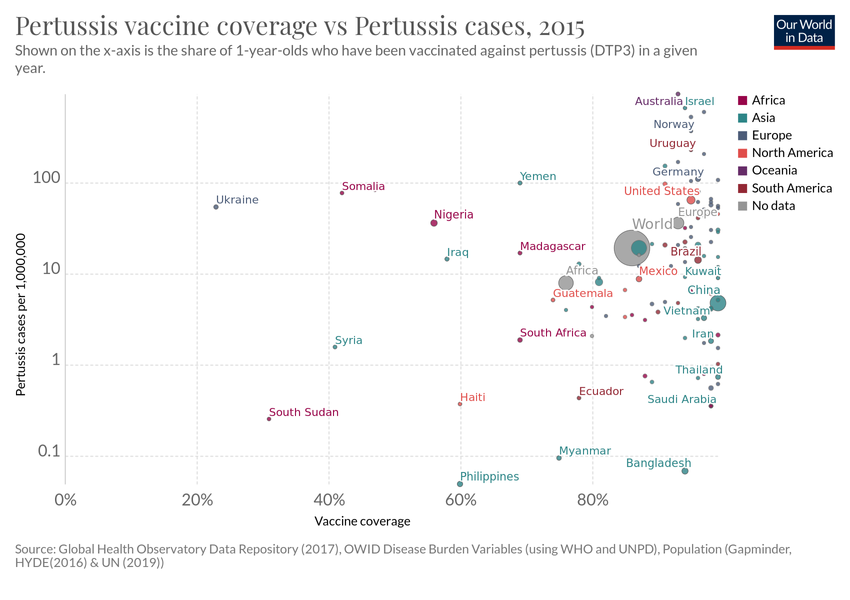 Pertussis vaccine coverage vs Pertussis cases, 2015
Our World
in Data
Shown on the x-axis is the share of 1-year-olds who have been vaccinated against pertussis (DTP3) in a given
year.
Australia
Israel
Africa
Asia
Europe
North America
Oceania
South America
No data
Norway
Uruguay
Germany
100
Yemen
Somalia
United States
Ukraine
Nigeria
Europe
World
Iraq
Madagascar
Brazil
10
Africa
Mexico
Kuwait
Guatemala
China
Vietnam
South Africa
Iran
Syria
1
Thailand
Haiti
Ecuador
Saudi Arabia
South Sudan
0.1
Myanmar
Bangladesh
Philippines
Pertussis cases per 1,000,000
0%
20%
40%
60%
80%
Vaccine coverage
Source: Global Health Observatory Data Repository (2017), OWID Disease Burden Variables (using WHO and UNPD), Population (Gapminder,
HYDE(2016) & UN (2019))